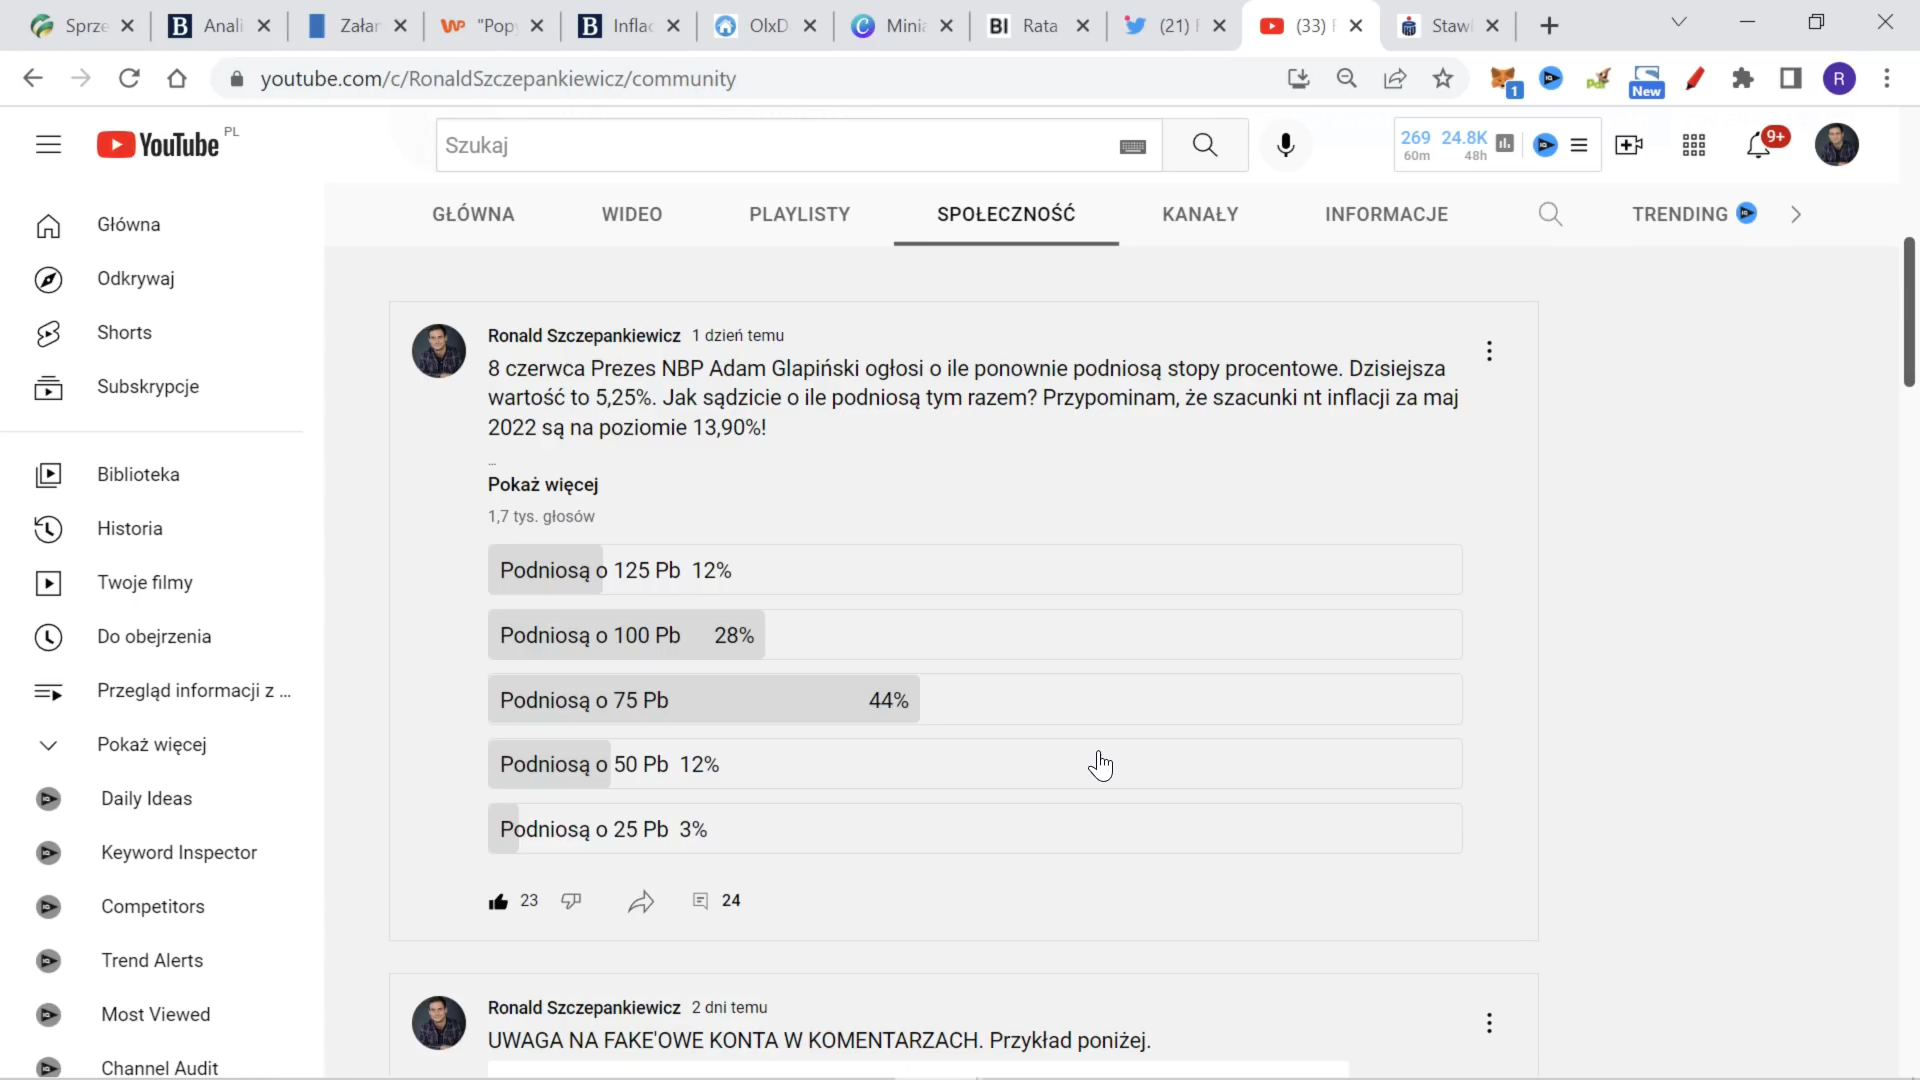 Sprze
Anali
Załar
"Popy
Inflac
OlxD
Minia
Rata
(21)
(33) F
Stawk
youtube.com/c/RonaldSzczepankiewicz/community
1
New
R
YouTube PL
Szukaj
269 24.8K
60m 48h
9+
GŁÓWNA WIDEO PLAYLISTY SPOŁECZNOŚĆ KANAŁY INFORMACJE TRENDING
Główna
Odkrywaj
Shorts
Subskrypcje
Biblioteka
Historia
Twoje filmy
Do obejrzenia
Przegląd informacji z ...
Pokaż więcej
Daily Ideas
Keyword Inspector
Competitors
Trend Alerts
Most Viewed
Channel Audit
Ronald Szczepankiewicz 1 dzień temu
8 czerwca Prezes NBP Adam Glapiński ogłosi o ile ponownie podniosą stopy procentowe. Dzisiejsza
wartość to 5,25%. Jak sądzicie o ile podniosą tym razem? Przypominam, że szacunki nt inflacji za maj
2022 są na poziomie 13,90%!
...
Pokaż więcej
1,7 tys. głosów
Podniosą o 125 Pb 12%
Podniosą o 100 Pb 28%
Podniosą o 75 Pb 44%
Podniosą o 50 Pb 12%
Podniosą o 25 Pb 3%
23 24
Ronald Szczepankiewicz 2 dni temu
UWAGA NA FAKE'OWE KONTA W KOMENTARZACH. Przykład poniżej.